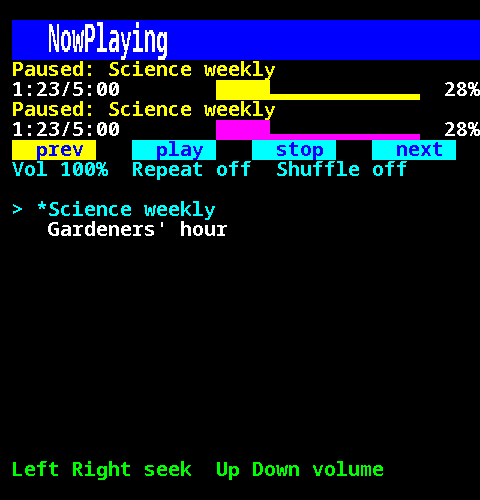 NowPlaying
Paused: Science weekly
1:23/5:00 28%
Paused: Science weekly
1:23/5:00 28%
prev play stop next
Vol 100% Repeat off Shuffle off
> *Science weekly
Gardeners' hour
Left Right seek Up Down volume